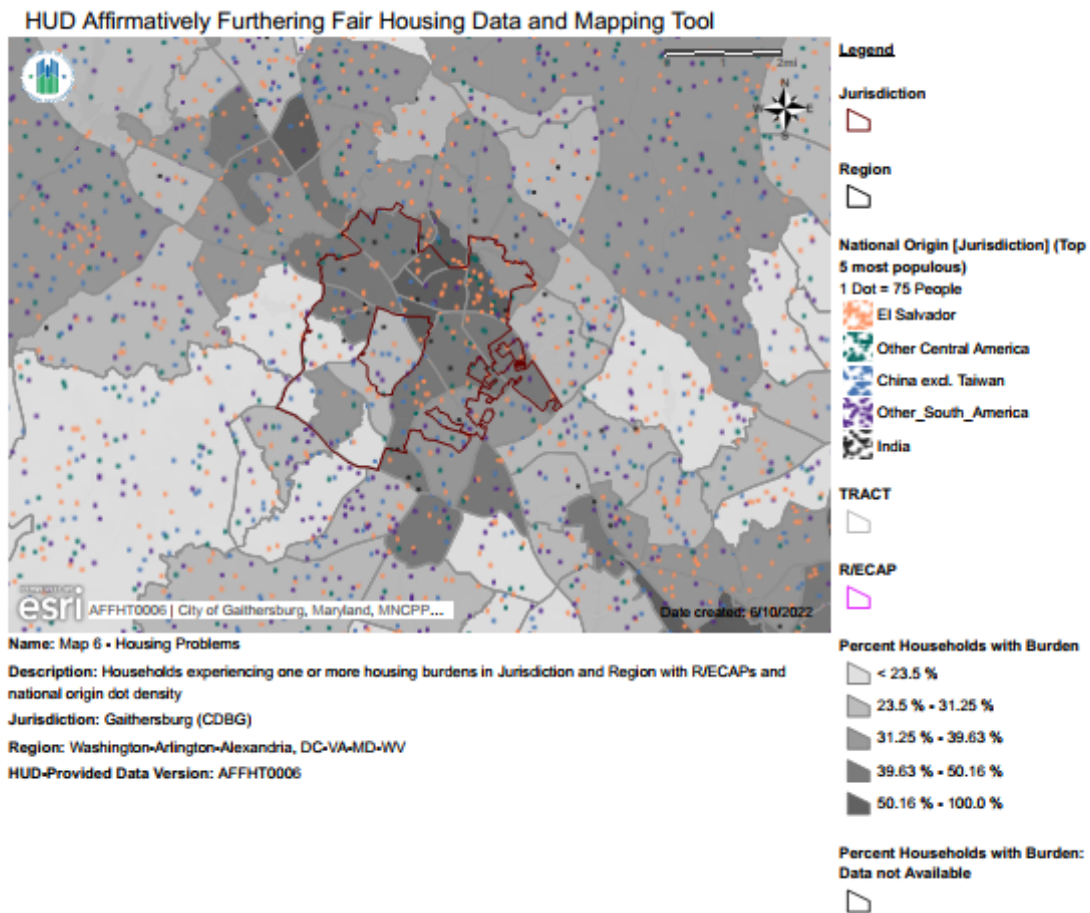 HUD Affirmatively Furthering Fair Housing Data and Mapping Tool
1 2mi
N
W E
S
esri
AFFHT0006 | City of Gaithersburg, Maryland, MNCPP...
Date created: 6/10/2022
Name: Map 6 - Housing Problems
Description: Households experiencing one or more housing burdens in Jurisdiction and Region with R/ECAPs and
national origin dot density
Jurisdiction: Gaithersburg (CDBG)
Region: Washington-Arlington-Alexandria, DC-VA-MD-WV
HUD-Provided Data Version: AFFHT0006
Legend
Jurisdiction
Region
National Origin [Jurisdiction] (Top
5 most populous)
1 Dot = 75 People
El Salvador
Other Central America
China excl. Taiwan
Other_South_America
India
TRACT
R/ECAP
Percent Households with Burden
< 23.5 %
23.5 % - 31.25 %
31.25 % - 39.63 %
39.63 % - 50.16 %
50.16 % - 100.0 %
Percent Households with Burden:
Data not Available